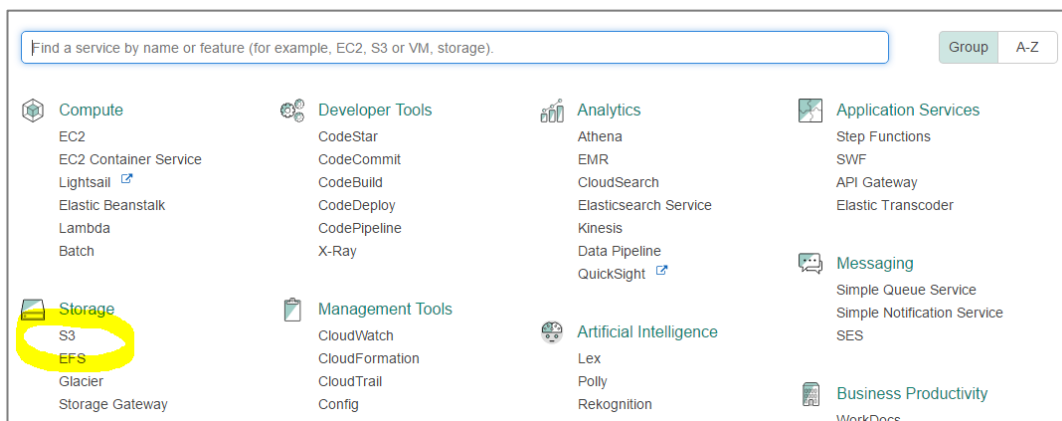 Find a service by name or feature (for example, EC2, S3 or VM, storage).
Group
A-Z
Compute
EC2
EC2 Container Service
Lightsail
Elastic Beanstalk
Lambda
Batch
Storage
S3
EFS
Glacier
Storage Gateway
Developer Tools
CodeStar
CodeCommit
CodeBuild
CodeDeploy
CodePipeline
X-Ray
Management Tools
CloudWatch
CloudFormation
CloudTrail
Config
Analytics
Athena
EMR
CloudSearch
Elasticsearch Service
Kinesis
Data Pipeline
QuickSight
Artificial Intelligence
Lex
Polly
Rekognition
Application Services
Step Functions
SWF
API Gateway
Elastic Transcoder
Messaging
Simple Queue Service
Simple Notification Service
SES
Business Productivity
WorkDocs